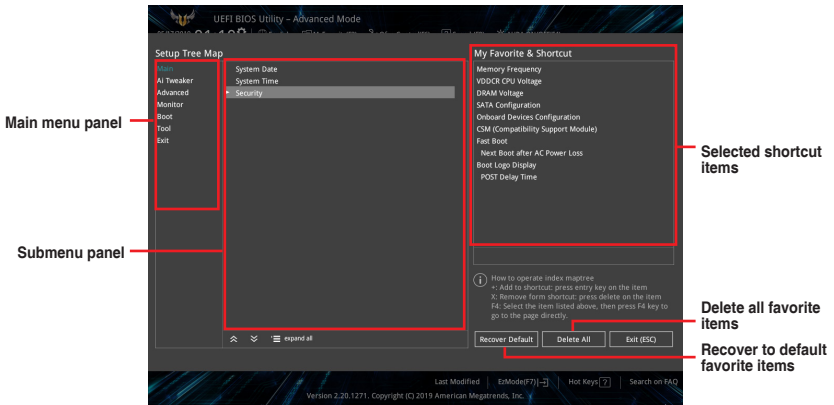 UEFI BIOS Utility – Advanced Mode
Setup Tree Map
My Favorite & Shortcut
Main
Ai Tweaker
Advanced
Monitor
Boot
Tool
Exit
System Date
System Time
Security
Memory Frequency
VDDCR CPU Voltage
DRAM Voltage
SATA Configuration
Onboard Devices Configuration
CSM (Compatibility Support Module)
Fast Boot
Next Boot after AC Power Loss
Boot Logo Display
POST Delay Time
Main menu panel
Submenu panel
Selected shortcut
items
How to operate index maptree
+: Add to shortcut: press entry key on the item
X: Remove form shortcut: press delete on the item
F4: Select the item listed above, then press F4 key to
go to the page directly.
Delete all favorite
items
expand all
Recover Default
Delete All
Exit (ESC)
Recover to default
favorite items
Last Modified
EzMode(F7)
Hot Keys ?
Search on FAQ
Version 2.20.1271. Copyright (C) 2019 American Megatrends, Inc.